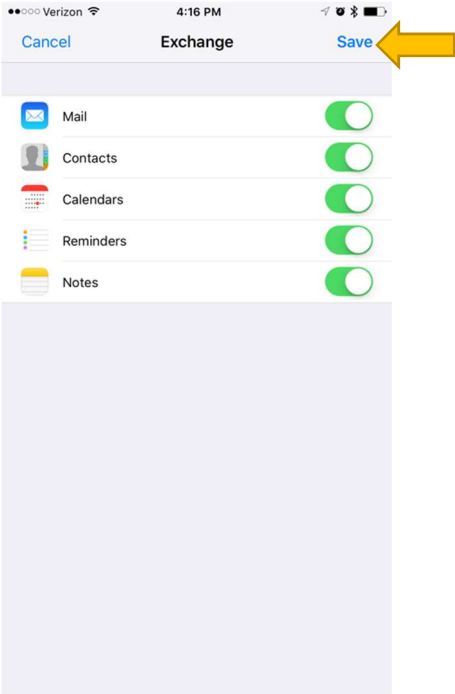 Verizon 4:16 PM
Cancel Exchange Save
Mail
Contacts
Calendars
Reminders
Notes